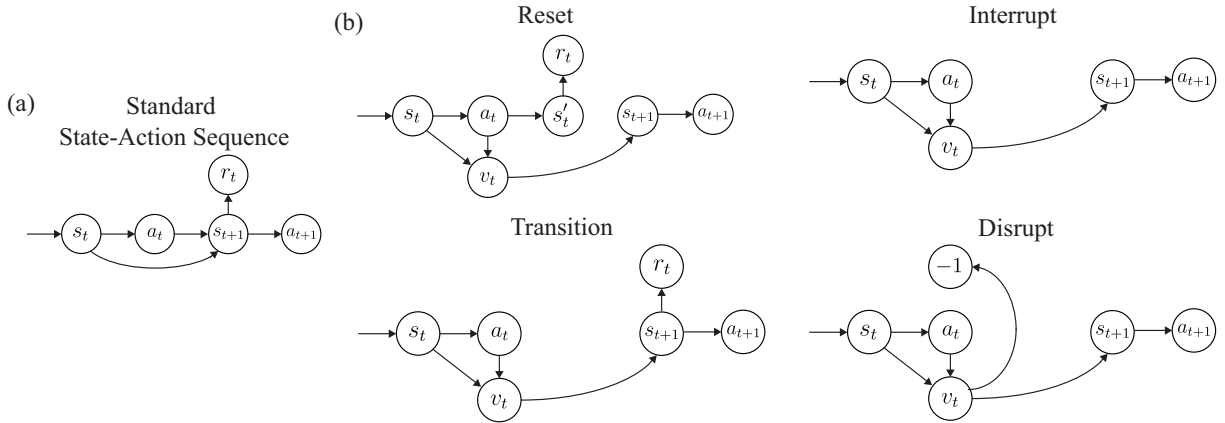 (a)
Standard
State-Action Sequence
r_t
s_t a_t s_{t+1} a_{t+1}
(b)
Reset
r_t
s_t a_t s'_t s_{t+1} a_{t+1}
v_t
Interrupt
s_t a_t s_{t+1} a_{t+1}
v_t
Transition
r_t
s_t a_t s_{t+1} a_{t+1}
v_t
Disrupt
−1
s_t a_t s_{t+1} a_{t+1}
v_t